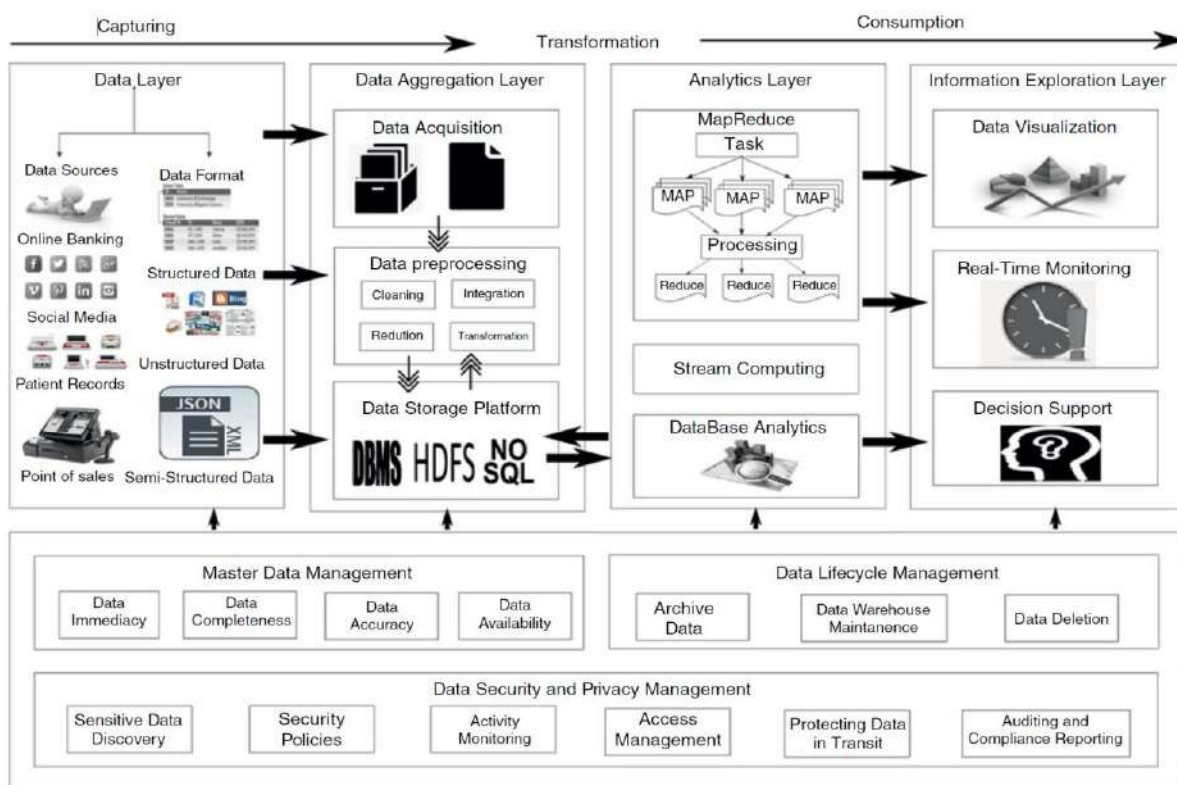 Capturing
Transformation
Consumption
Data Layer
Data Sources
Data Format
Online Banking
Structured Data
Blog
Social Media
Unstructured Data
Patient Records
JSON
XML
Point of sales
Semi-Structured Data
Data Aggregation Layer
Data Acquisition
Data preprocessing
Cleaning
Integration
Redution
Transformation
Data Storage Platform
DBMS
HDFS
NO
SQL
Analytics Layer
MapReduce
Task
MAP
MAP
MAP
Processing
Reduce
Reduce
Reduce
Stream Computing
DataBase Analytics
Information Exploration Layer
Data Visualization
Real-Time Monitoring
Decision Support
Master Data Management
Data
Immediacy
Data
Completeness
Data
Accuracy
Data
Availability
Data Lifecycle Management
Archive
Data
Data Warehouse
Maintanence
Data Deletion
Data Security and Privacy Management
Sensitive Data
Discovery
Security
Policies
Activity
Monitoring
Access
Management
Protecting Data
in Transit
Auditing and
Compliance Reporting